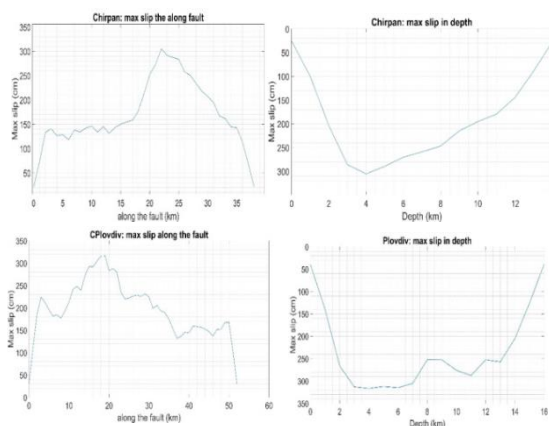 Chirpan: max slip the along fault
350
300
250
200
150
100
50
Max slip (cm)
0 5 10 15 20 25 30 35
along the fault (km)
Chirpan: max slip in depth
0
50
100
150
200
250
300
Max slip (cm)
0 2 4 6 8 10 12
Depth (km)
CPlovdiv: max slip along the fault
350
300
250
200
150
100
50
0
Max slip (cm)
0 10 20 30 40 50 60
along the fault (km)
Plovdiv: max slip in depth
0
50
100
150
200
250
300
350
Max slip (cm)
0 2 4 6 8 10 12 14 16
Depth (km)